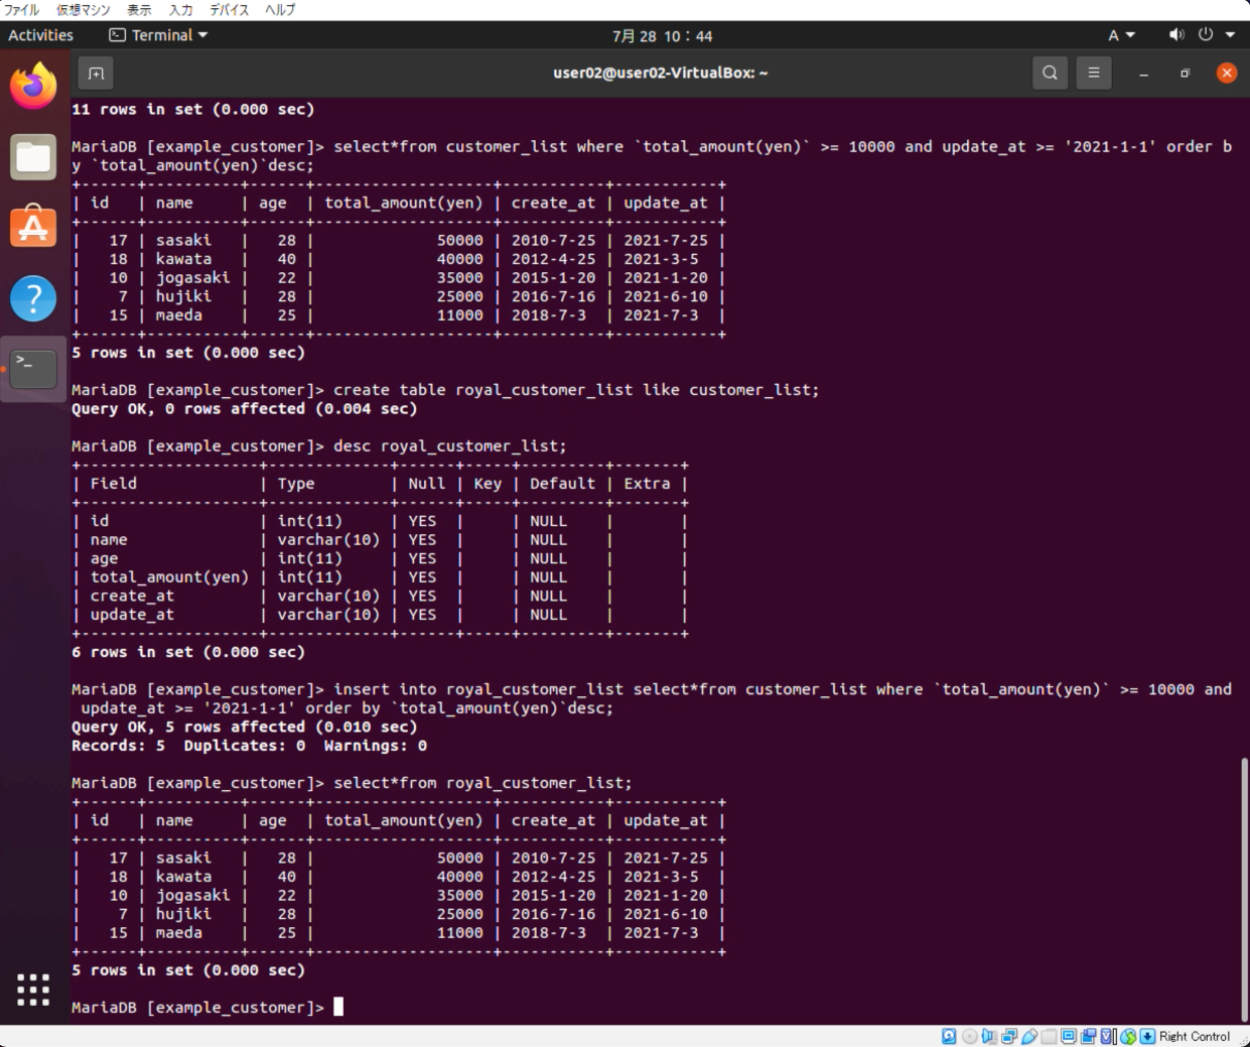 ファイル 仮想マシン 表示 入力 デバイス ヘルプ
Activities Terminal 7月 28 10：44 A
user02@user02-VirtualBox: ~
11 rows in set (0.000 sec)
MariaDB [example_customer]> select*from customer_list where `total_amount(yen)` >= 10000 and update_at >= '2021-1-1' order b
y `total_amount(yen)`desc;
+------+----------+------+-------------------+-----------+-----------+
| id   | name     | age  | total_amount(yen) | create_at | update_at |
+------+----------+------+-------------------+-----------+-----------+
|   17 | sasaki   |   28 |             50000 | 2010-7-25 | 2021-7-25 |
|   18 | kawata   |   40 |             40000 | 2012-4-25 | 2021-3-5  |
|   10 | jogasaki |   22 |             35000 | 2015-1-20 | 2021-1-20 |
|    7 | hujiki   |   28 |             25000 | 2016-7-16 | 2021-6-10 |
|   15 | maeda    |   25 |             11000 | 2018-7-3  | 2021-7-3  |
+------+----------+------+-------------------+-----------+-----------+
5 rows in set (0.000 sec)
MariaDB [example_customer]> create table royal_customer_list like customer_list;
Query OK, 0 rows affected (0.004 sec)
MariaDB [example_customer]> desc royal_customer_list;
+-------------------+-------------+------+-----+---------+-------+
| Field             | Type        | Null | Key | Default | Extra |
+-------------------+-------------+------+-----+---------+-------+
| id                | int(11)     | YES  |     | NULL    |       |
| name              | varchar(10) | YES  |     | NULL    |       |
| age               | int(11)     | YES  |     | NULL    |       |
| total_amount(yen) | int(11)     | YES  |     | NULL    |       |
| create_at         | varchar(10) | YES  |     | NULL    |       |
| update_at         | varchar(10) | YES  |     | NULL    |       |
+-------------------+-------------+------+-----+---------+-------+
6 rows in set (0.000 sec)
MariaDB [example_customer]> insert into royal_customer_list select*from customer_list where `total_amount(yen)` >= 10000 and
 update_at >= '2021-1-1' order by `total_amount(yen)`desc;
Query OK, 5 rows affected (0.010 sec)
Records: 5  Duplicates: 0  Warnings: 0
MariaDB [example_customer]> select*from royal_customer_list;
+------+----------+------+-------------------+-----------+-----------+
| id   | name     | age  | total_amount(yen) | create_at | update_at |
+------+----------+------+-------------------+-----------+-----------+
|   17 | sasaki   |   28 |             50000 | 2010-7-25 | 2021-7-25 |
|   18 | kawata   |   40 |             40000 | 2012-4-25 | 2021-3-5  |
|   10 | jogasaki |   22 |             35000 | 2015-1-20 | 2021-1-20 |
|    7 | hujiki   |   28 |             25000 | 2016-7-16 | 2021-6-10 |
|   15 | maeda    |   25 |             11000 | 2018-7-3  | 2021-7-3  |
+------+----------+------+-------------------+-----------+-----------+
5 rows in set (0.000 sec)
MariaDB [example_customer]>
Right Control